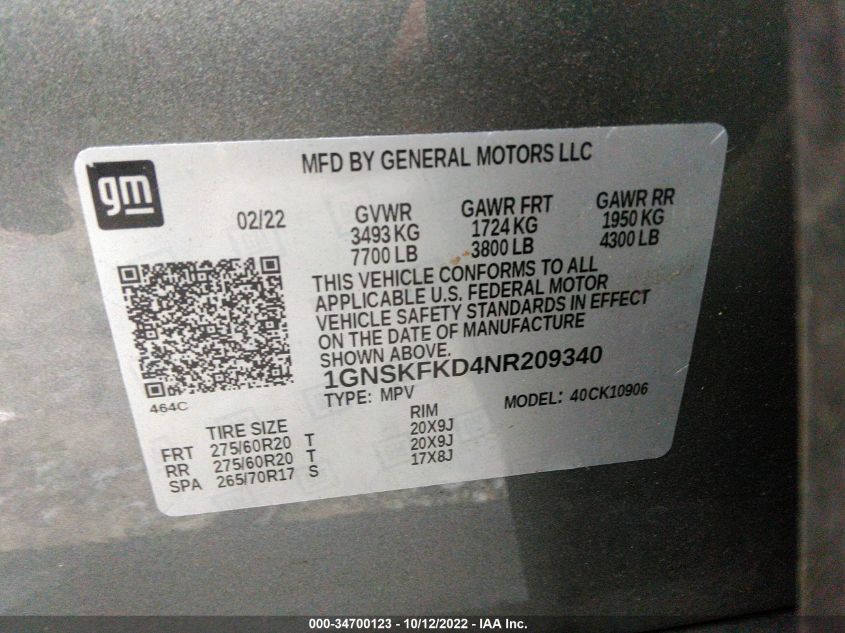 MFD BY GENERAL MOTORS LLC
gm
02/22
GVWR
3493 KG
7700 LB
GAWR FRT
1724 KG
3800 LB
GAWR RR
1950 KG
4300 LB
THIS VEHICLE CONFORMS TO ALL
APPLICABLE U.S. FEDERAL MOTOR
VEHICLE SAFETY STANDARDS IN EFFECT
ON THE DATE OF MANUFACTURE
SHOWN ABOVE.
1GNSKFKD4NR209340
TYPE: MPV
MODEL: 40CK10906
464C
TIRE SIZE RIM
FRT 275/60R20 T 20X9J
RR 275/60R20 T 20X9J
SPA 265/70R17 S 17X8J
000-34700123 - 10/12/2022 - IAA Inc.